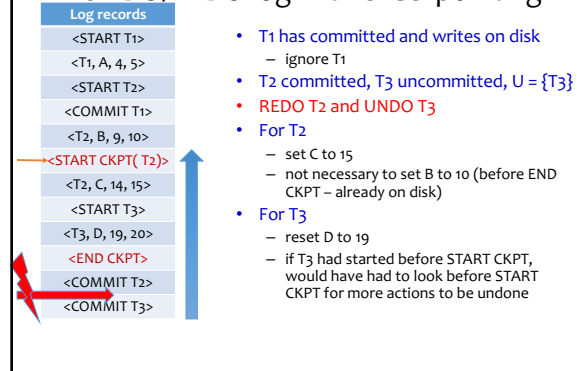 Log records
<START T1>
<T1, A, 4, 5>
<START T2>
<COMMIT T1>
<T2, B, 9, 10>
<START CKPT( T2)>
<T2, C, 14, 15>
<START T3>
<T3, D, 19, 20>
<END CKPT>
<COMMIT T2>
<COMMIT T3>
• T1 has committed and writes on disk
– ignore T1
• T2 committed, T3 uncommitted, U = {T3}
• REDO T2 and UNDO T3
• For T2
– set C to 15
– not necessary to set B to 10 (before END
CKPT – already on disk)
• For T3
– reset D to 19
– if T3 had started before START CKPT,
would have had to look before START
CKPT for more actions to be undone